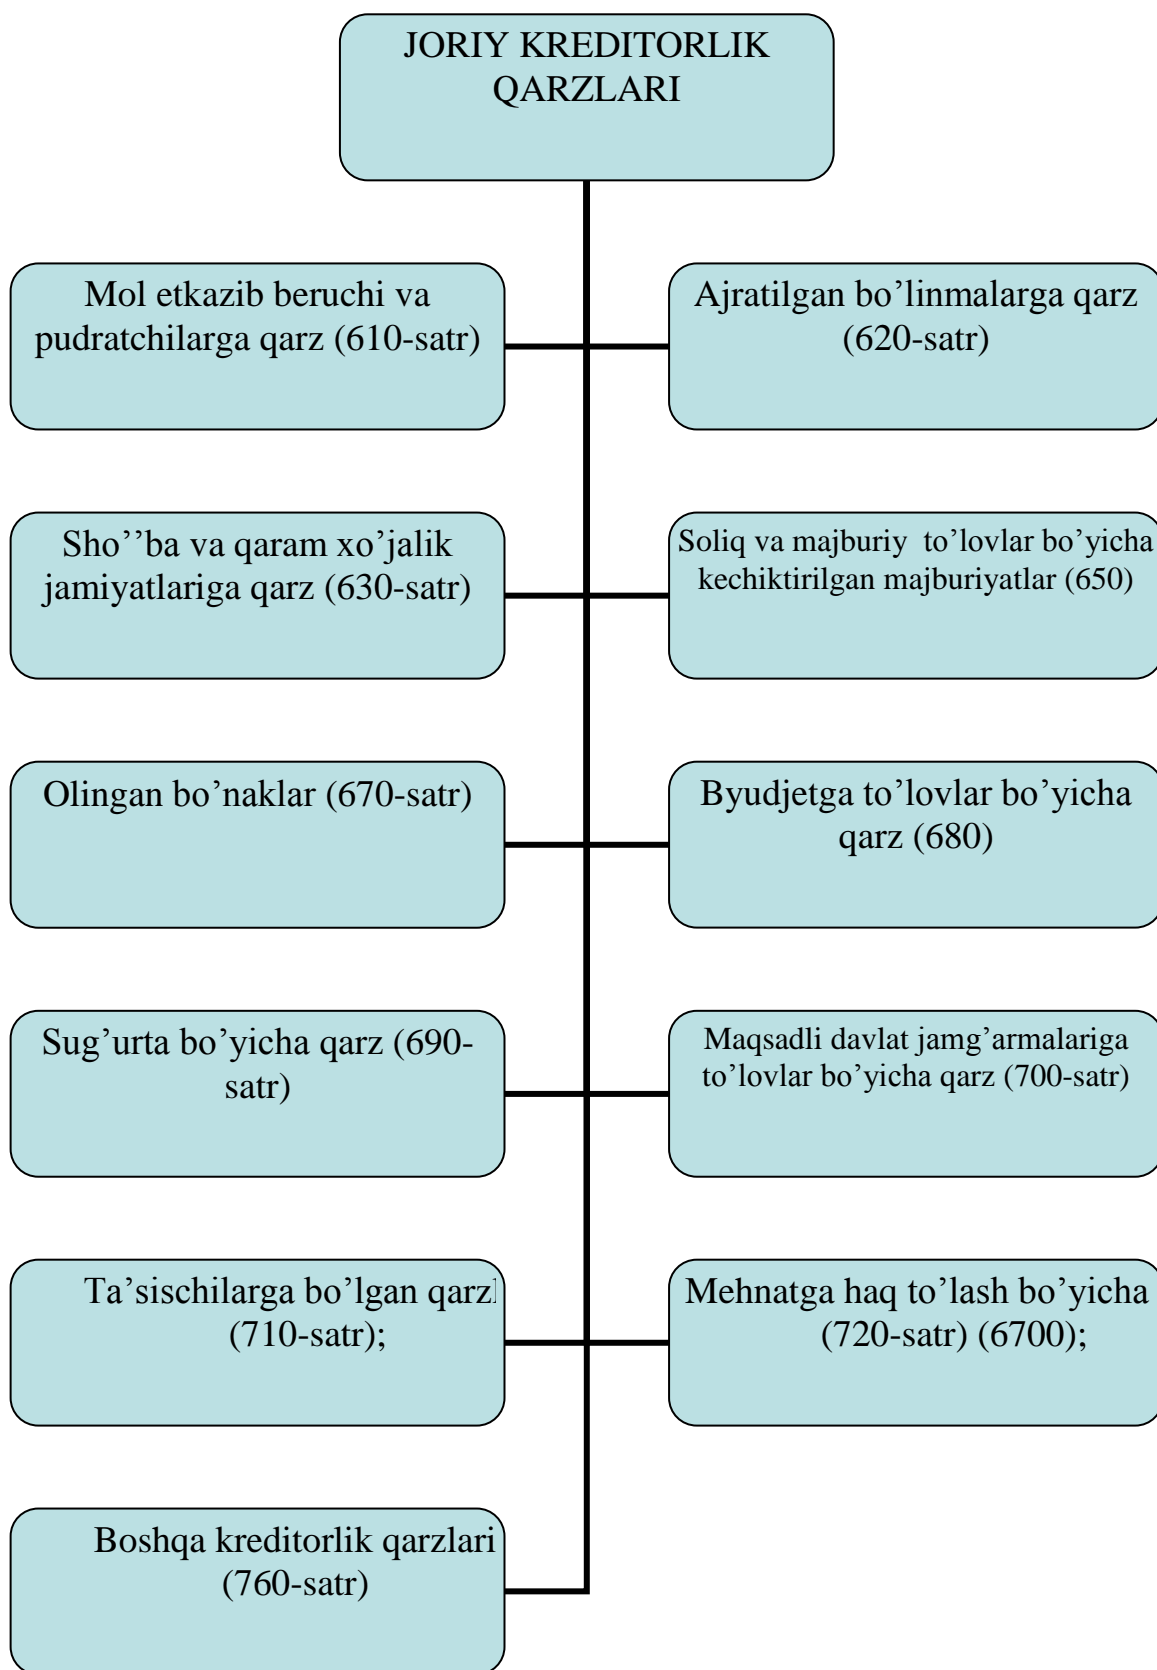 JORIY KREDITORLIK
QARZLARI
Mol etkazib beruchi va
pudratchilarga qarz (610-satr)
Ajratilgan bo’linmalarga qarz
(620-satr)
Sho’’ba va qaram xo’jalik
jamiyatlariga qarz (630-satr)
Soliq va majburiy to’lovlar bo’yicha
kechiktirilgan majburiyatlar (650)
Olingan bo’naklar (670-satr)
Byudjetga to’lovlar bo’yicha
qarz (680)
Sug’urta bo’yicha qarz (690-
satr)
Maqsadli davlat jamg’armalariga
to’lovlar bo’yicha qarz (700-satr)
Ta’sischilarga bo’lgan qarzl
(710-satr);
Mehnatga haq to’lash bo’yicha
(720-satr) (6700);
Boshqa kreditorlik qarzlari
(760-satr)